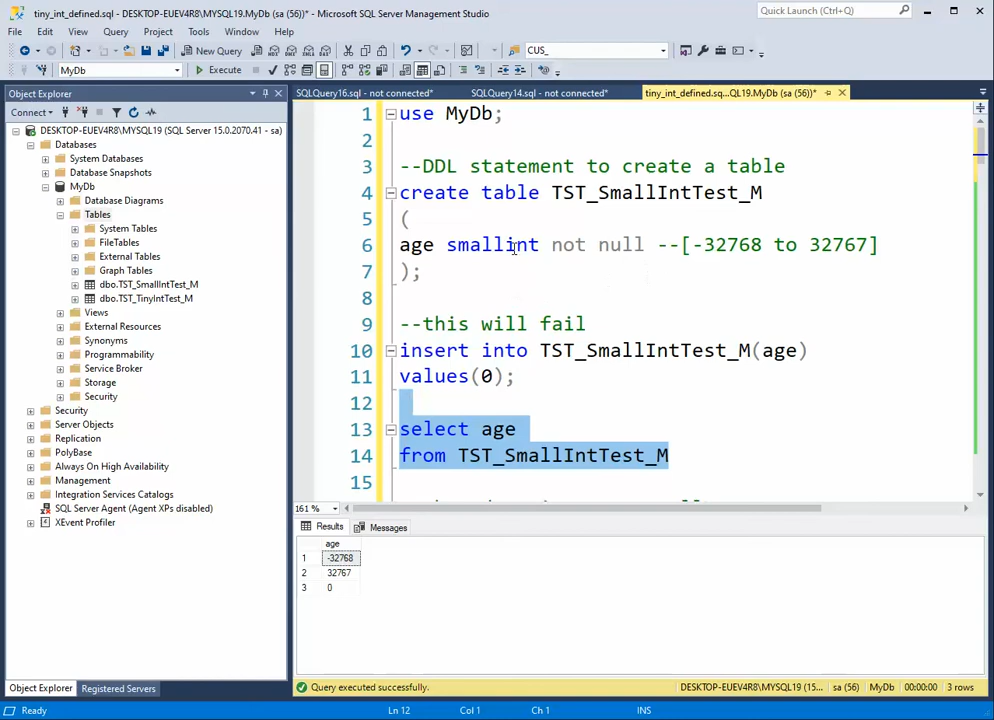 tiny_int_defined.sql - DESKTOP-EUEV4R8\MYSQL19.MyDb (sa (56))* - Microsoft SQL Server Management Studio
Quick Launch (Ctrl+Q)
File Edit View Query Project Tools Window Help
New Query
CUS_
MyDb
Execute
Object Explorer
SQLQuery16.sql - not connected*
SQLQuery14.sql - not connected*
tiny_int_defined.sq...QL19.MyDb (sa (56))*
Connect
DESKTOP-EUEV4R8\MYSQL19 (SQL Server 15.0.2070.41 - sa)
Databases
System Databases
Database Snapshots
MyDb
Database Diagrams
Tables
System Tables
FileTables
External Tables
Graph Tables
dbo.TST_SmallIntTest_M
dbo.TST_TinyIntTest_M
Views
External Resources
Synonyms
Programmability
Service Broker
Storage
Security
Security
Server Objects
Replication
PolyBase
Always On High Availability
Management
Integration Services Catalogs
SQL Server Agent (Agent XPs disabled)
XEvent Profiler
Object Explorer Registered Servers
1 use MyDb;
2
3 --DDL statement to create a table
4 create table TST_SmallIntTest_M
5 (
6 age smallint not null --[-32768 to 32767]
7 );
8
9 --this will fail
10 insert into TST_SmallIntTest_M(age)
11 values(0);
12
13 select age
14 from TST_SmallIntTest_M
15
161 %
Results Messages
age
1 -32768
2 32767
3 0
Query executed successfully.
DESKTOP-EUEV4R8\MYSQL19 (15... sa (56) MyDb 00:00:00 3 rows
Ready Ln 12 Col 1 Ch 1 INS